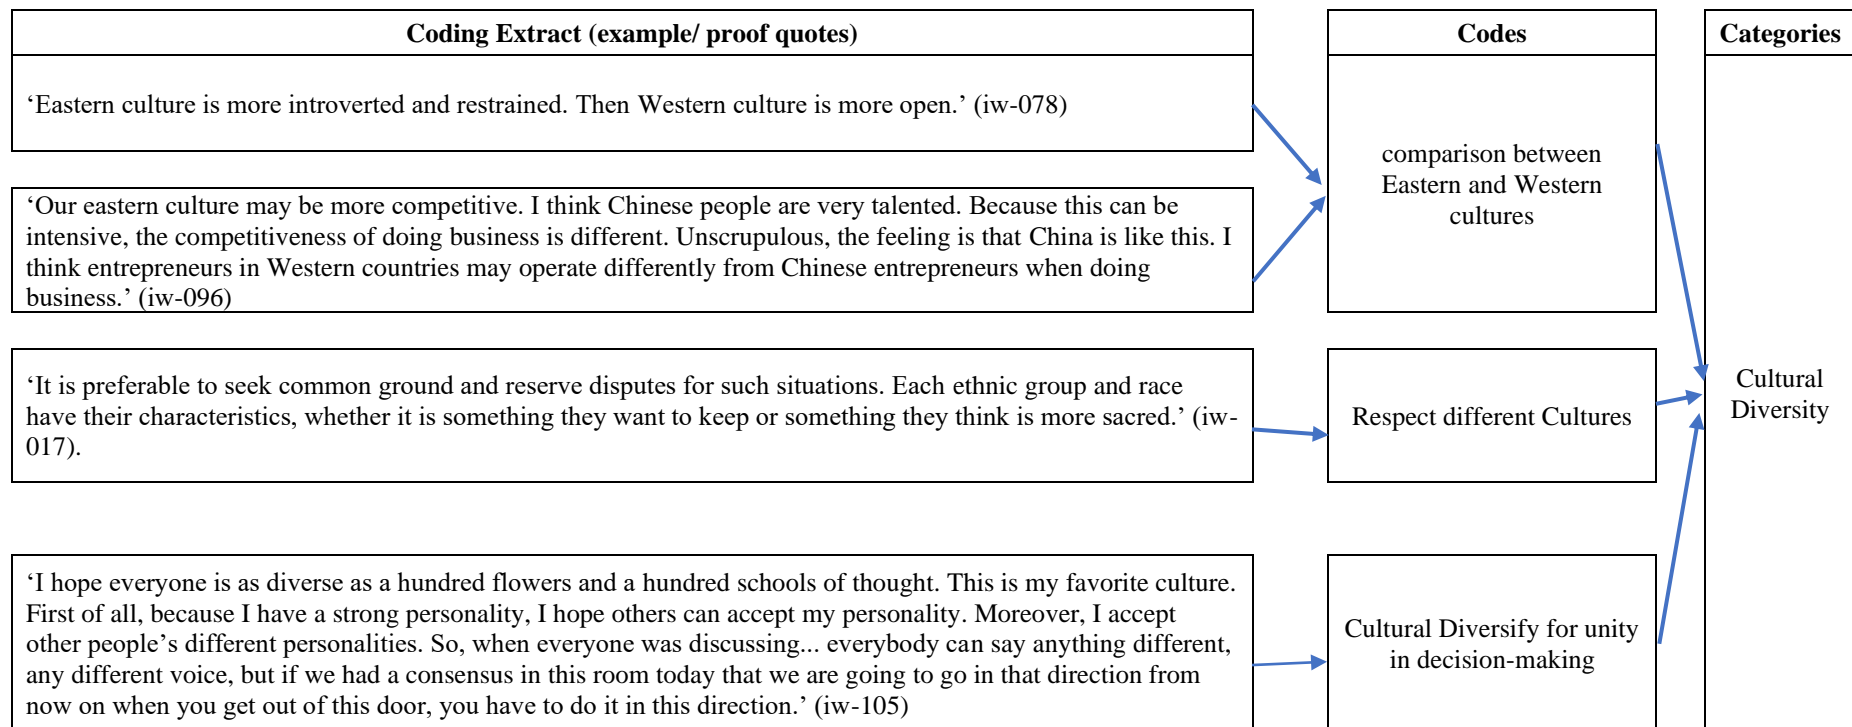 Coding Extract (example/ proof quotes)
Codes
Categories
‘Eastern culture is more introverted and restrained. Then Western culture is more open.’ (iw-078)
‘Our eastern culture may be more competitive. I think Chinese people are very talented. Because this can be
intensive, the competitiveness of doing business is different. Unscrupulous, the feeling is that China is like this. I
think entrepreneurs in Western countries may operate differently from Chinese entrepreneurs when doing
business.’ (iw-096)
comparison between
Eastern and Western
cultures
‘It is preferable to seek common ground and reserve disputes for such situations. Each ethnic group and race
have their characteristics, whether it is something they want to keep or something they think is more sacred.’ (iw-
017).
Respect different Cultures
Cultural
Diversity
‘I hope everyone is as diverse as a hundred flowers and a hundred schools of thought. This is my favorite culture.
First of all, because I have a strong personality, I hope others can accept my personality. Moreover, I accept
other people’s different personalities. So, when everyone was discussing... everybody can say anything different,
any different voice, but if we had a consensus in this room today that we are going to go in that direction from
now on when you get out of this door, you have to do it in this direction.’ (iw-105)
Cultural Diversify for unity
in decision-making